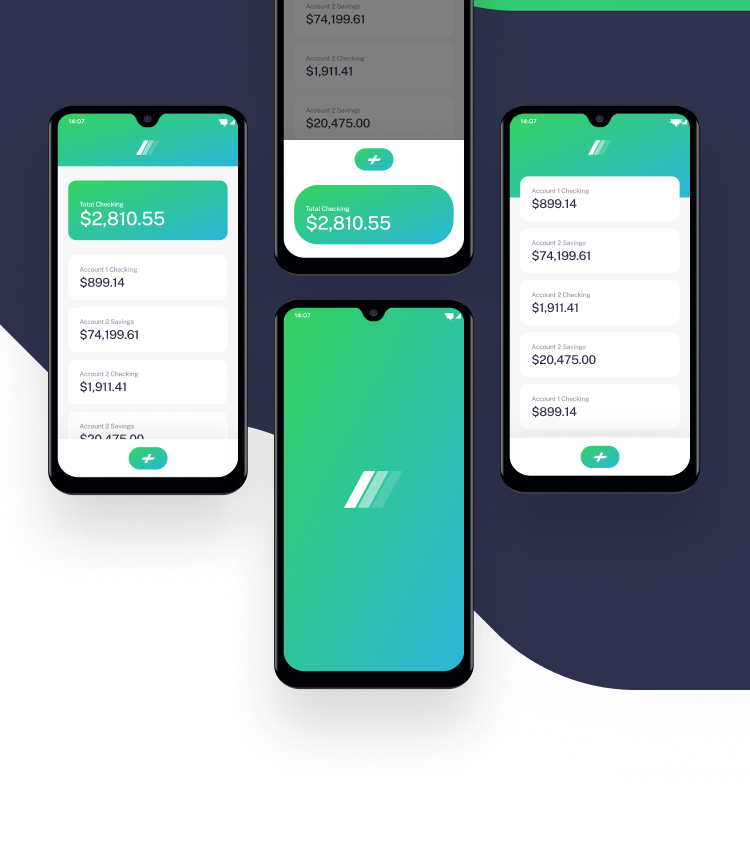 Account 2 Savings
$74,199.61
Account 2 Checking
$1,911.41
Account 2 Savings
$20,475.00
Total Checking
$2,810.55
14:07
Total Checking
$2,810.55
Account 1 Checking
$899.14
Account 2 Savings
$74,199.61
Account 2 Checking
$1,911.41
Account 2 Savings
$20,475.00
14:07
14:07
Account 1 Checking
$899.14
Account 2 Savings
$74,199.61
Account 2 Checking
$1,911.41
Account 2 Savings
$20,475.00
Account 1 Checking
$899.14